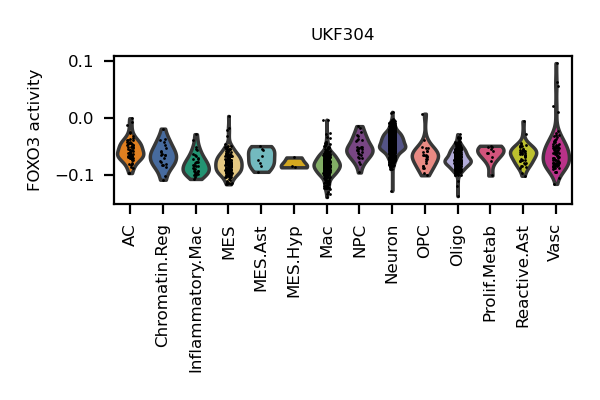 UKF304
FOXO3 activity
0.1
0.0
−0.1
AC
Chromatin.Reg
Inflammatory.Mac
MES
MES.Ast
MES.Hyp
Mac
NPC
Neuron
OPC
Oligo
Prolif.Metab
Reactive.Ast
Vasc